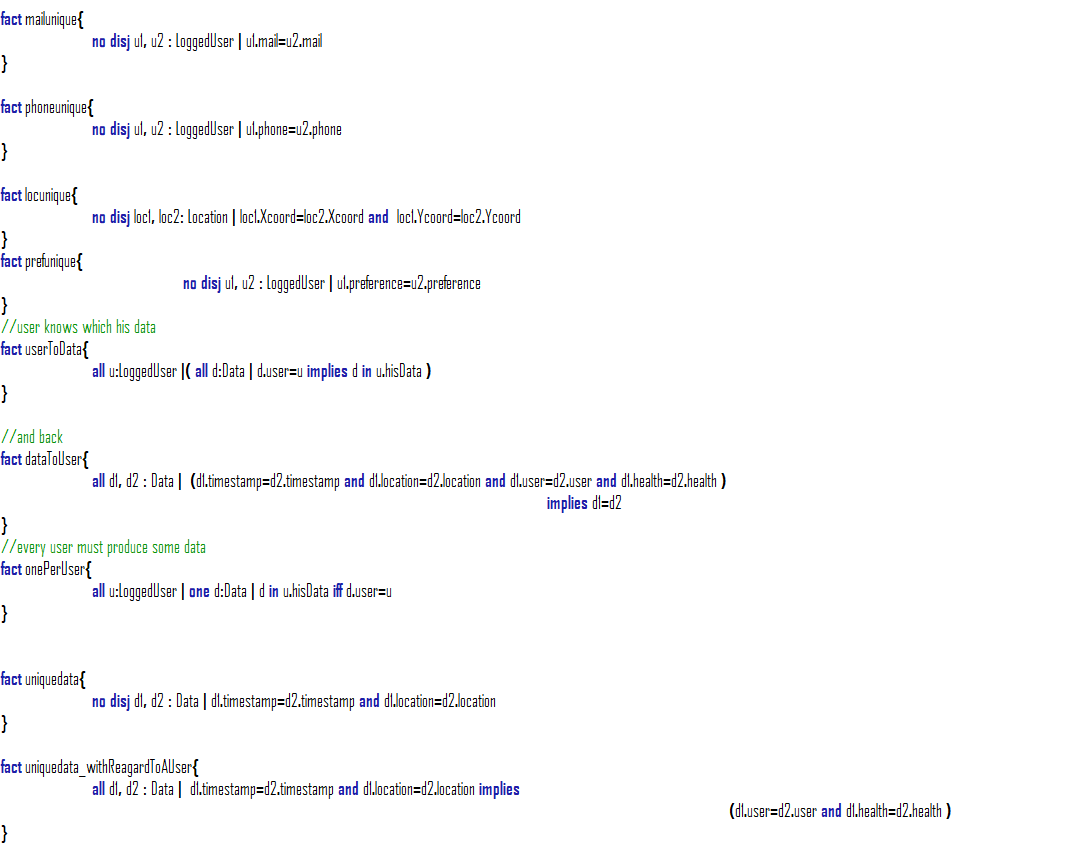 fact mailunique{
no disj u1, u2 : LoggedUser | u1.mail=u2.mail
}
fact phoneunique{
no disj u1, u2 : LoggedUser | u1.phone=u2.phone
}
fact locunique{
no disj loc1, loc2: Location | loc1.Xcoord=loc2.Xcoord and loc1.Ycoord=loc2.Ycoord
}
fact prefunique{
no disj u1, u2 : LoggedUser | u1.preference=u2.preference
}
//user knows which his data
fact userToData{
all u:LoggedUser |( all d:Data | d.user=u implies d in u.hisData )
}
//and back
fact dataToUser{
all d1, d2 : Data | (d1.timestamp=d2.timestamp and d1.location=d2.location and d1.user=d2.user and d1.health=d2.health )
implies d1=d2
}
//every user must produce some data
fact onePerUser{
all u:LoggedUser | one d:Data | d in u.hisData iff d.user=u
}
fact uniquedata{
no disj d1, d2 : Data | d1.timestamp=d2.timestamp and d1.location=d2.location
}
fact uniquedata_withReagardToAUser{
all d1, d2 : Data | d1.timestamp=d2.timestamp and d1.location=d2.location implies
(d1.user=d2.user and d1.health=d2.health )
}